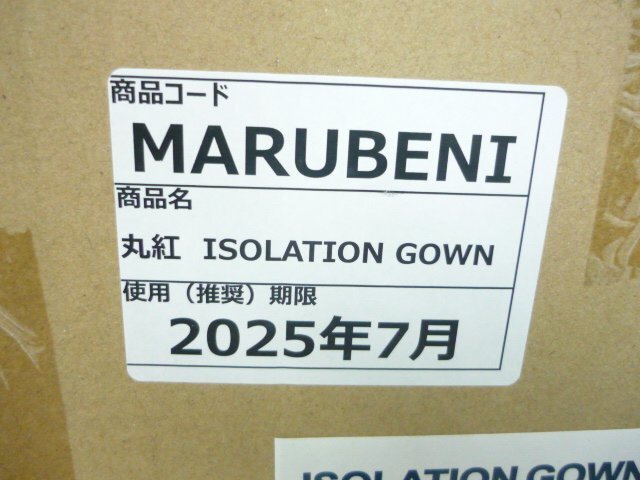 商品コード
MARUBENI
商品名
丸紅 ISOLATION GOWN
使用（推奨）期限
2025年7月
ISOLATION GOWN